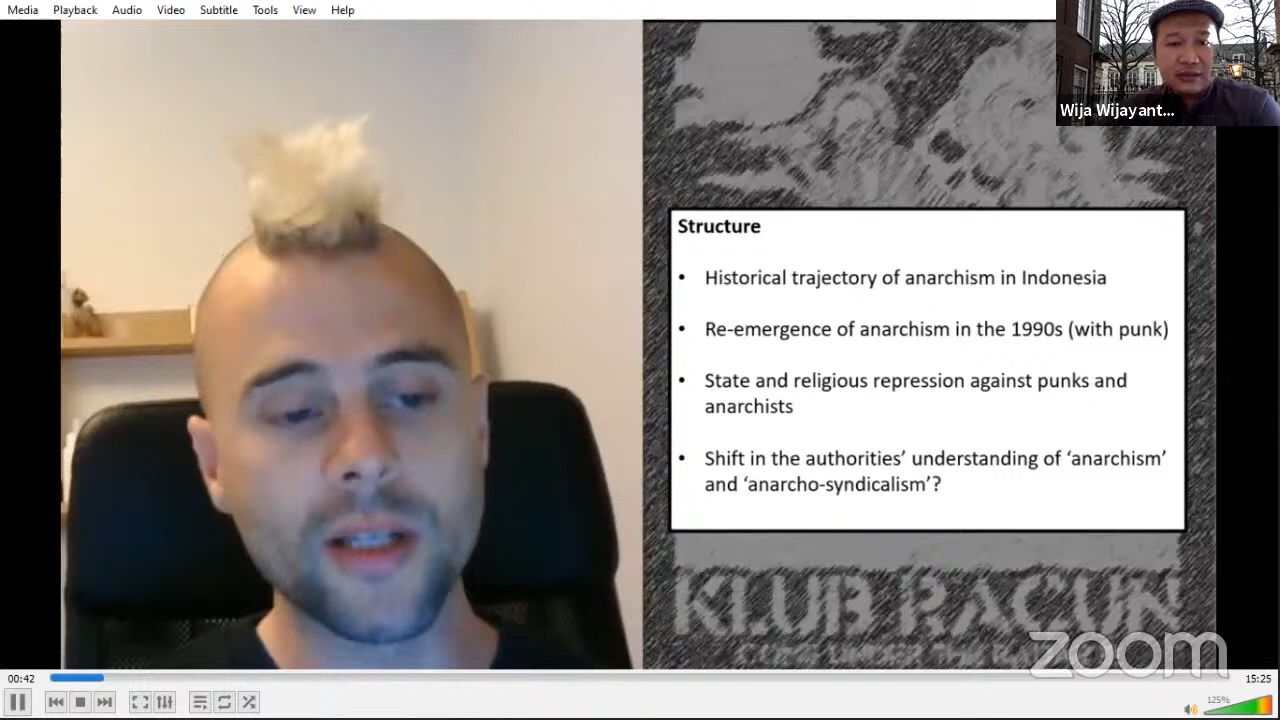 Media Playback Audio Video Subtitle Tools View Help
Wija Wijayant...
Structure
• Historical trajectory of anarchism in Indonesia
• Re-emergence of anarchism in the 1990s (with punk)
• State and religious repression against punks and
anarchists
• Shift in the authorities’ understanding of ‘anarchism’
and ‘anarcho-syndicalism’?
KLUB RACUN
zoom
00:42
15:25
125%